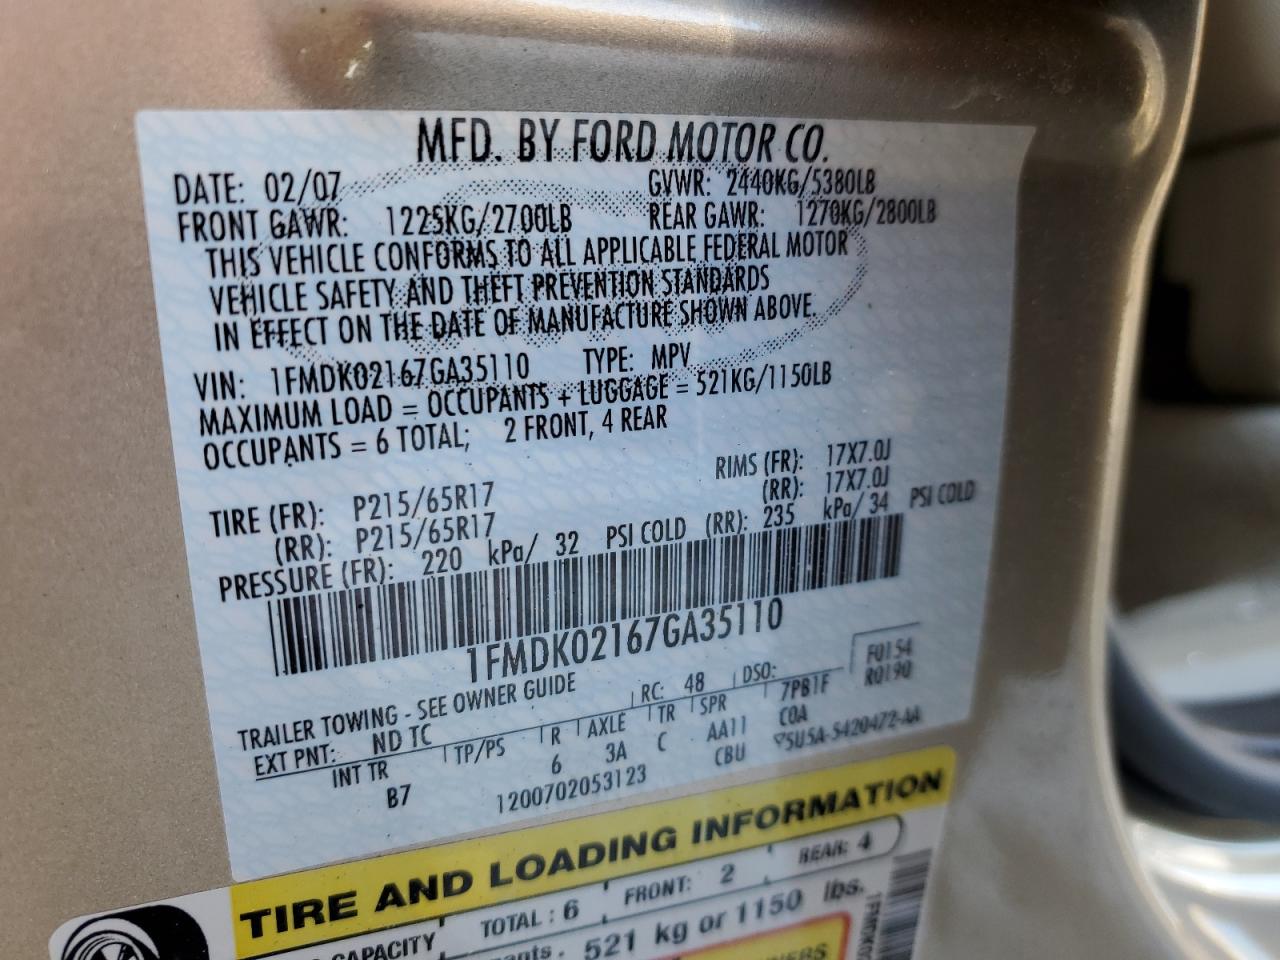 MFD. BY FORD MOTOR CO.
DATE: 02/07 GVWR: 2440KG/5380LB
FRONT GAWR: 1225KG/2700LB REAR GAWR: 1270KG/2800LB
THIS VEHICLE CONFORMS TO ALL APPLICABLE FEDERAL MOTOR
VEHICLE SAFETY AND THEFT PREVENTION STANDARDS
IN EFFECT ON THE DATE OF MANUFACTURE SHOWN ABOVE.
VIN: 1FMDK02167GA35110 TYPE: MPV
MAXIMUM LOAD = OCCUPANTS + LUGGAGE = 521KG/1150LB
OCCUPANTS = 6 TOTAL; 2 FRONT, 4 REAR
TIRE (FR): P215/65R17 RIMS (FR): 17X7.0J
(RR): P215/65R17 (RR): 17X7.0J
PRESSURE (FR): 220 kPa/ 32 PSI COLD (RR): 235 kPa/ 34 PSI COLD
1FMDK02167GA35110
TRAILER TOWING - SEE OWNER GUIDE
EXT PNT: ND TC RC: 48 DSO: F0154
INT TR TP/PS R AXLE TR SPR 7PB1F R0190
B7 6 3A C AA11 COA
1200702053123 CBU 5U5A-5420472-AA
TIRE AND LOADING INFORMATION
CAPACITY TOTAL : 6 FRONT: 2 REAR: 4
521 kg or 1150 lbs.